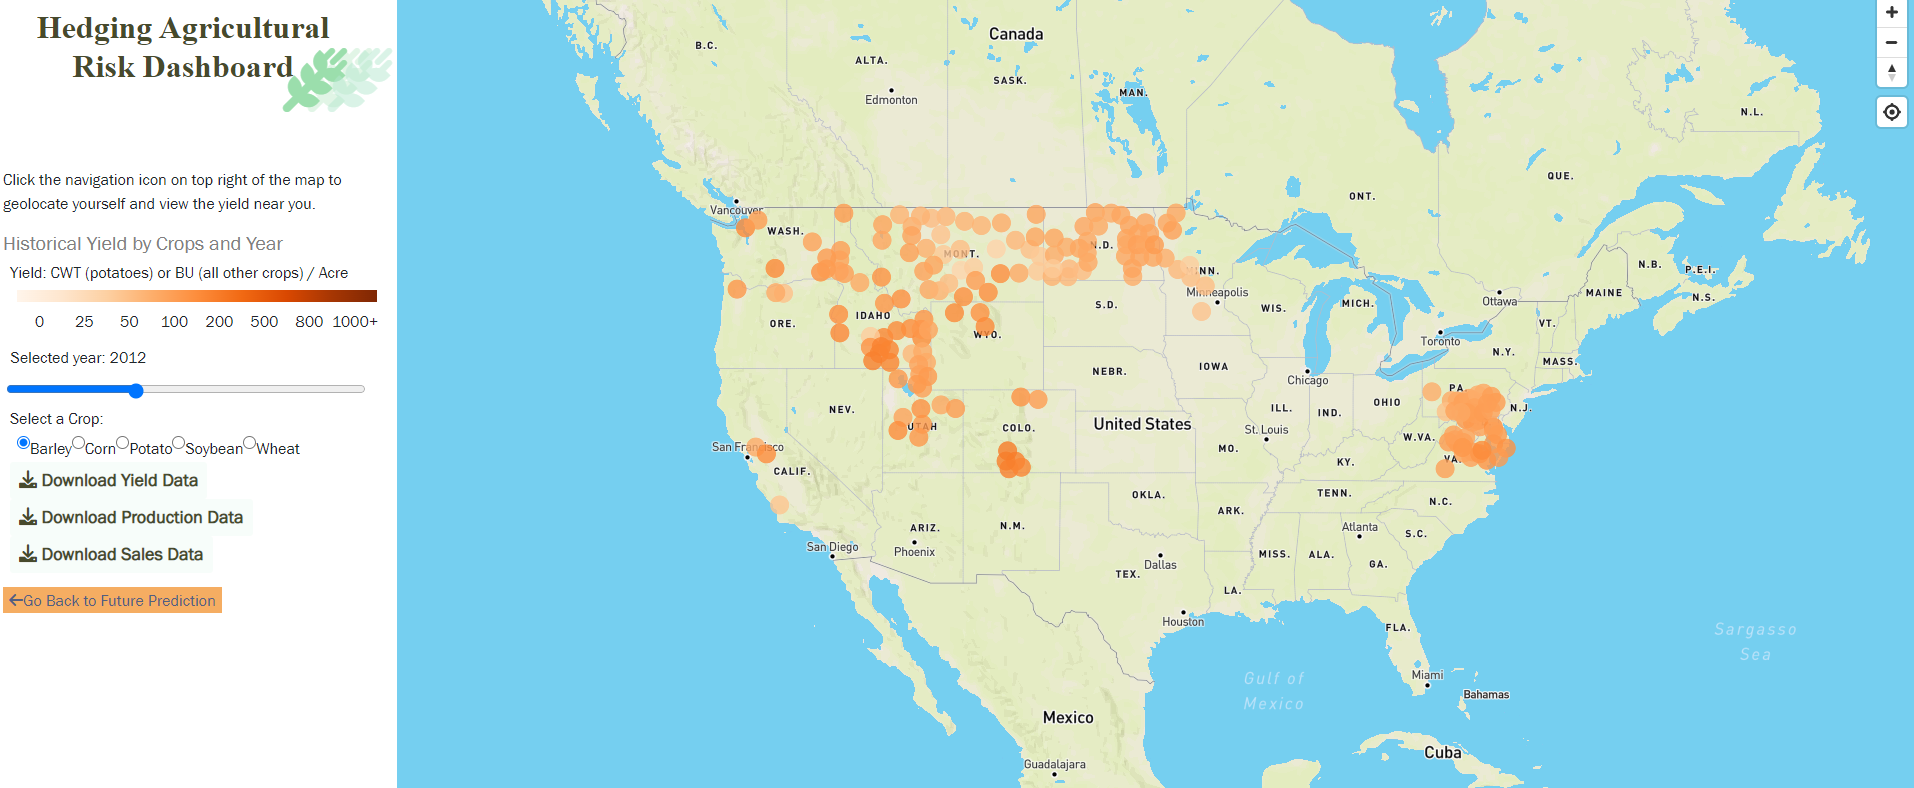 Hedging Agricultural
Risk Dashboard
Click the navigation icon on top right of the map to
geolocate yourself and view the yield near you.
Historical Yield by Crops and Year
Yield: CWT (potatoes) or BU (all other crops) / Acre
0 25 50 100 200 500 800 1000+
Selected year: 2012
Select a Crop:
Barley Corn Potato Soybean Wheat
Download Yield Data
Download Production Data
Download Sales Data
Go Back to Future Prediction
Canada
B.C.
ALTA.
SASK.
MAN.
Edmonton
N.L.
ONT.
QUE.
Vancouver
WASH.
MONT.
N.D.
Minneapolis
N.B.
P.E.I.
N.S.
MAINE
Ottawa
ORE.
IDAHO
WYO.
S.D.
WIS.
MICH.
VT.
Toronto
N.Y.
MASS.
NEBR.
IOWA
Chicago
PA.
N.J.
NEV.
UTAH
COLO.
United States
ILL.
IND.
OHIO
W.VA.
VA.
San Francisco
CALIF.
St. Louis
MO.
KY.
ARIZ.
N.M.
OKLA.
ARK.
TENN.
N.C.
S.C.
Phoenix
San Diego
Dallas
TEX.
MISS.
ALA.
Atlanta
GA.
LA.
Houston
FLA.
Sargasso
Sea
Miami
Gulf of
Mexico
Bahamas
Mexico
Cuba
Guadalajara